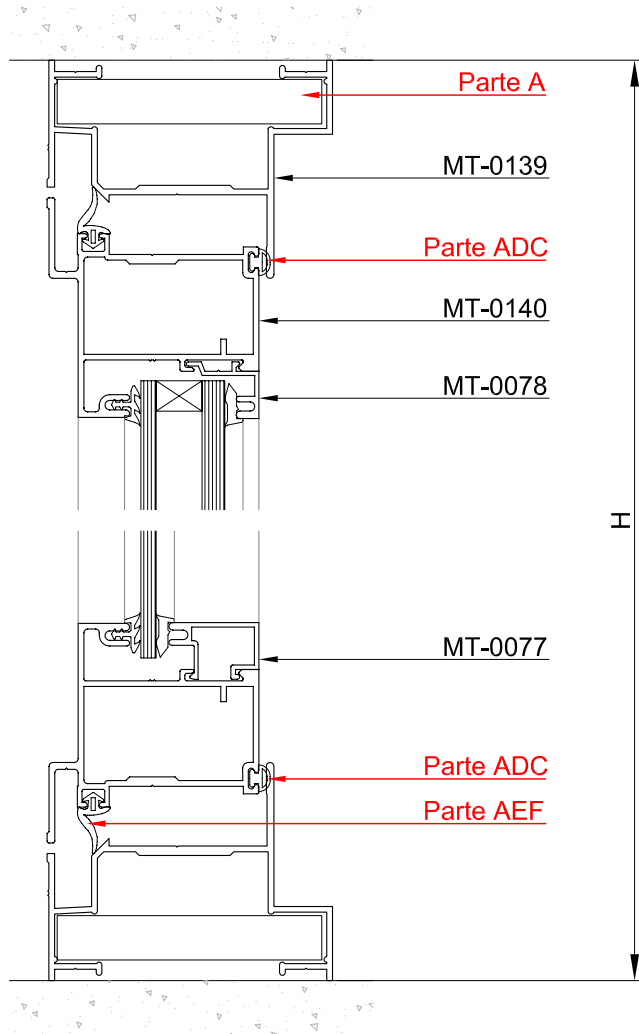 Parte A
MT-0139
Parte ADC
MT-0140
MT-0078
H
MT-0077
Parte ADC
Parte AEF